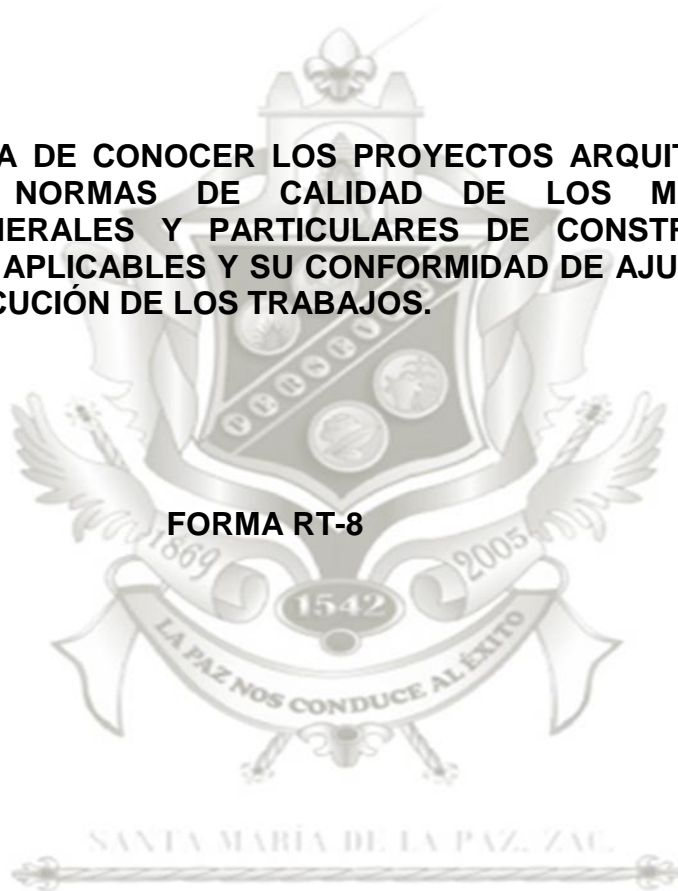 A DE CONOCER LOS PROYECTOS ARQUIT
NORMAS DE CALIDAD DE LOS M
NERALES Y PARTICULARES DE CONSTR
APLICABLES Y SU CONFORMIDAD DE AJU
CUCIÓN DE LOS TRABAJOS.
PERSEV
FORMA RT-8
1869
2005
1542
LA PAZ NOS CONDUCE AL ÉXITO
SANTA MARÍA DE LA PAZ, ZAC.